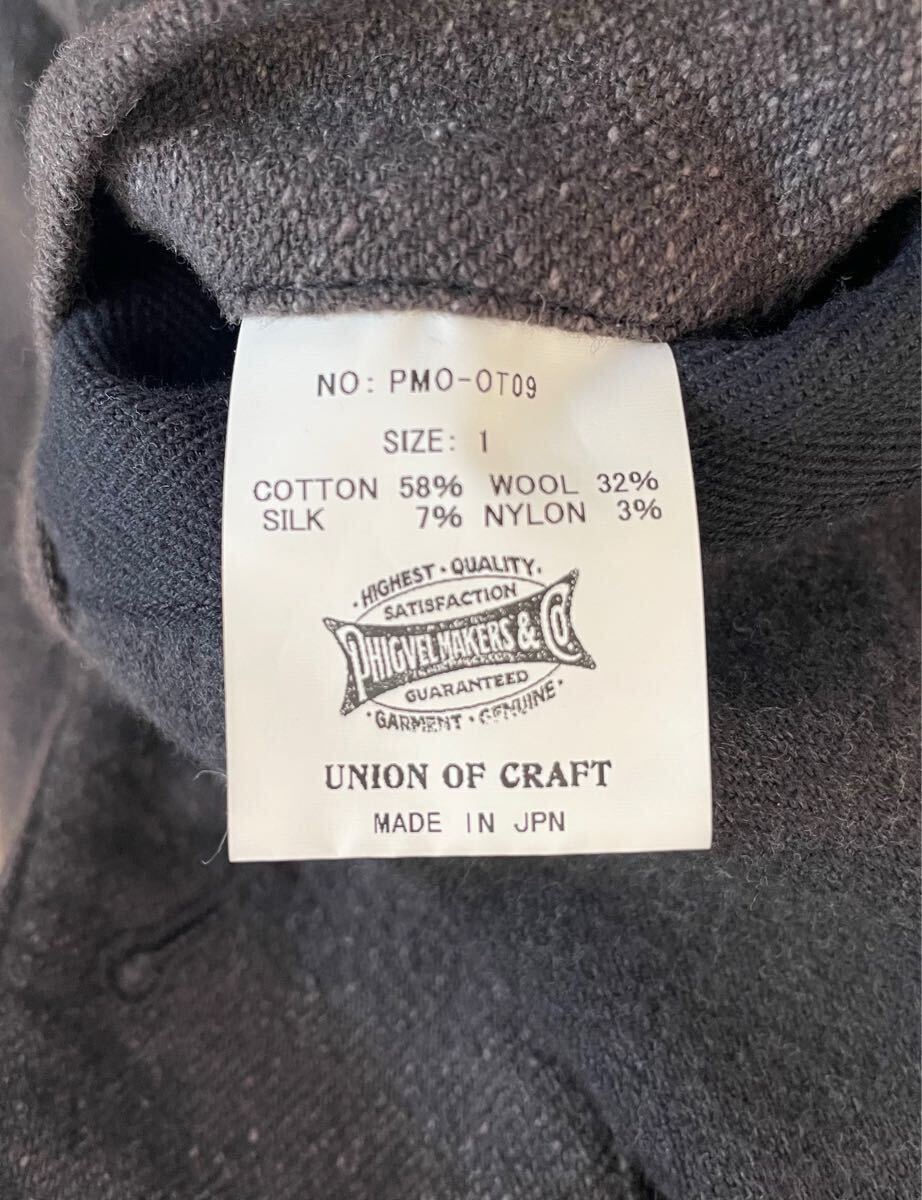 NO: PMO-OT09
SIZE: 1
COTTON 58% WOOL 32%
SILK 7% NYLON 3%
·HIGHEST·QUALITY·
SATISFACTION
PHIGVEL MAKERS & Co
GUARANTEED
·GARMENT·GENUINE·
UNION OF CRAFT
MADE IN JPN